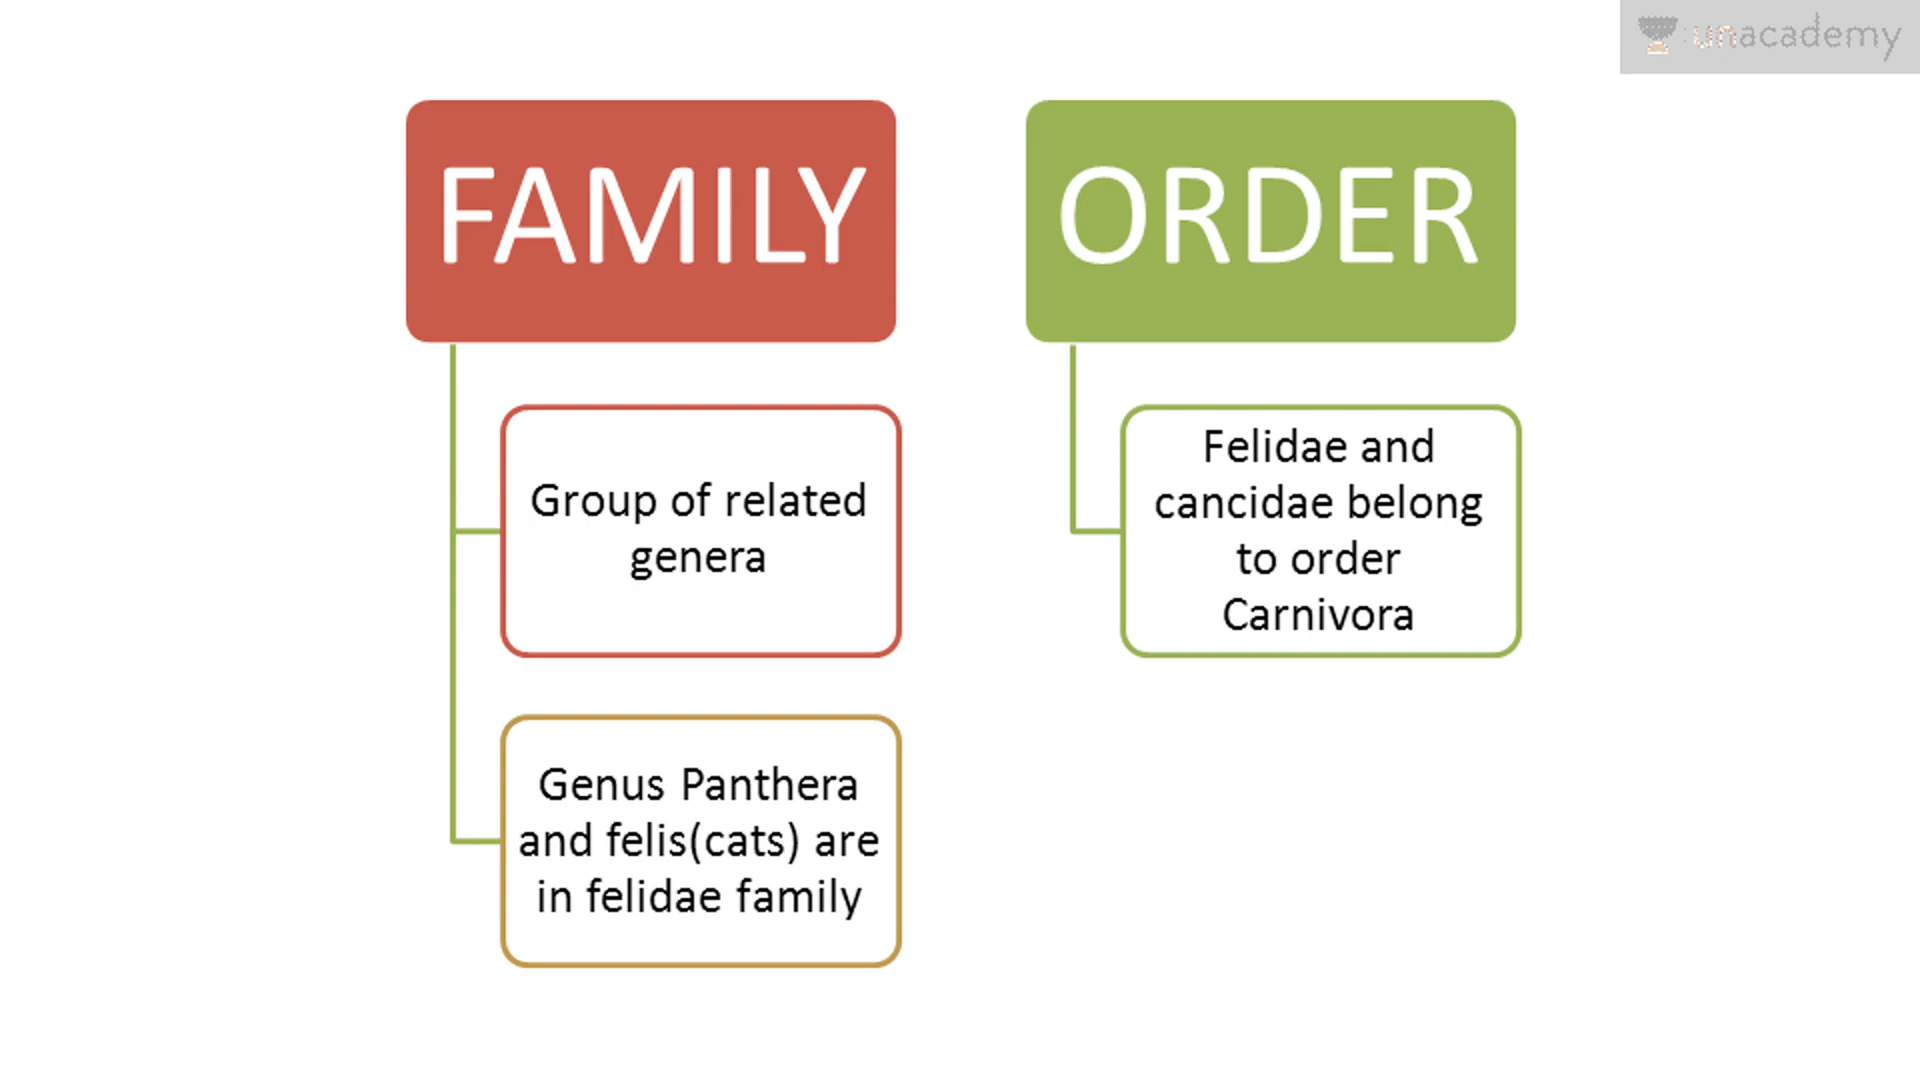 unacademy
FAMILY
Group of related
genera
Genus Panthera
and felis(cats) are
in felidae family
ORDER
Felidae and
cancidae belong
to order
Carnivora